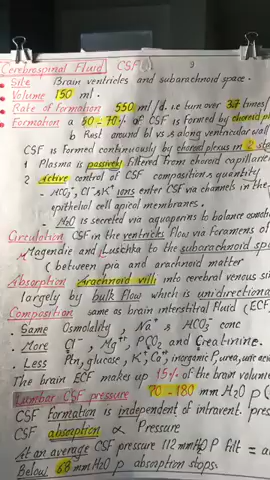 Cerebrospinal Fluid CSF 9
• Site Brain ventricles and subarachnoid space.
• Volume 150 ml.
• Rate of formation 550 ml/d. i.e turn over 3.7 times/
• Formation a 50 - 70% of CSF is formed by choroid pl
b Rest around bl vs & along ventricular wall
CSF is formed continuously by choroid plexus in 2 sta
1 Plasma is passively filtered from choroid capillaries
2 Active control of CSF composition & quantity
HCO3⁻, Cl⁻ & K⁺ ions enter CSF via channels in the
epithelial cell apical membranes.
H2O is secreted via aquaporins to balance osmotic
Circulation CSF in the ventricles flow via foramens of
Magendie and Luschka to the subarachnoid spa
(between pia and arachnoid matter
Absorption Arachnoid villi into cerebral venous si
largely by bulk flow which is unidirectional
Composition same as brain interstitial fluid (ECF)
• Same Osmolality, Na⁺ & HCO3⁻ conc
• More Cl⁻, Mg⁺⁺, PCO2 and Creatinine.
• Less Ptn, glucose, K⁺, Ca⁺⁺, inorganic P, urea, uric acid
The brain ECF makes up 15% of the brain volume
Lumbar CSF pressure 70 - 180 mm H2O p
CSF formation is independent of intravent. pres
CSF absorption ∝ Pressure
At an average CSF pressure 112 mmH2O P filt = a
Below 68 mm H2O p absorption stops.